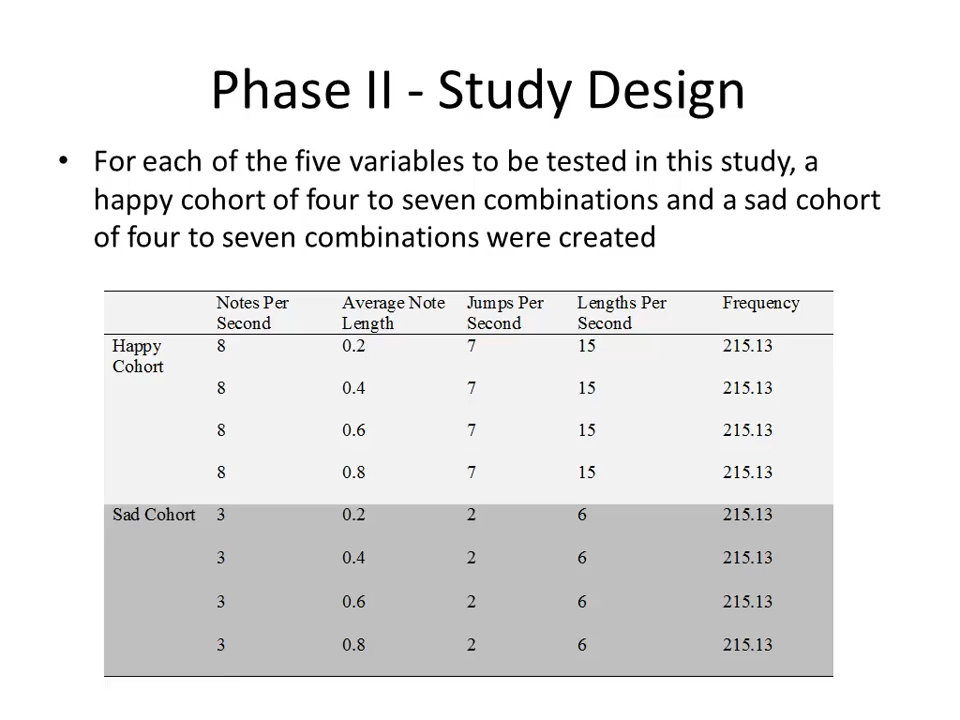 Phase II - Study Design
• For each of the five variables to be tested in this study, a
happy cohort of four to seven combinations and a sad cohort
of four to seven combinations were created
Notes Per Second Average Note Length Jumps Per Second Lengths Per Second Frequency
Happy Cohort 8 0.2 7 15 215.13
8 0.4 7 15 215.13
8 0.6 7 15 215.13
8 0.8 7 15 215.13
Sad Cohort 3 0.2 2 6 215.13
3 0.4 2 6 215.13
3 0.6 2 6 215.13
3 0.8 2 6 215.13